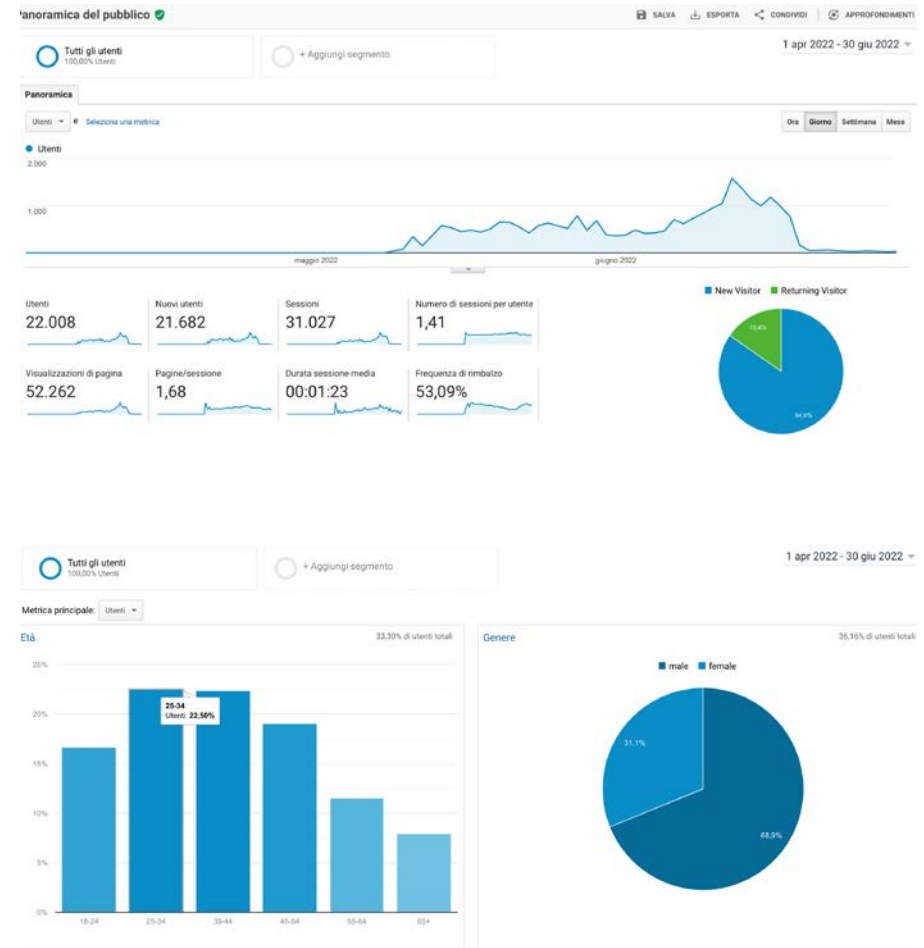 Panoramica del pubblico
SALVA ESPORTA CONDIVIDI APPROFONDIMENTI
Tutti gli utenti
100,00% Utenti
+ Aggiungi segmento
1 apr 2022 - 30 giu 2022
Panoramica
Utenti e Seleziona una metrica
Ora Giorno Settimana Mese
Utenti
2.000
1.000
maggio 2022 giugno 2022
New Visitor Returning Visitor
Utenti
22.008
Nuovi utenti
21.682
Sessioni
31.027
Numero di sessioni per utente
1,41
Visualizzazioni di pagina
52.262
Pagine/sessione
1,68
Durata sessione media
00:01:23
Frequenza di rimbalzo
53,09%
15,4%
84,6%
Tutti gli utenti
100,00% Utenti
+ Aggiungi segmento
1 apr 2022 - 30 giu 2022
Metrica principale: Utenti
Età
33,30% di utenti totali
25%
20%
15%
10%
5%
0%
25-34
Utenti: 22,50%
18-24 25-34 35-44 45-54 55-64 65+
Genere
36,16% di utenti totali
male female
31,1%
68,9%